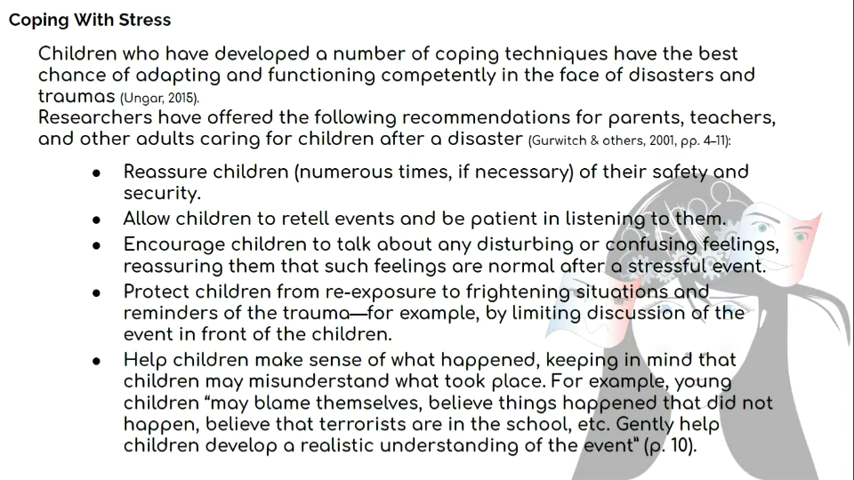 Coping With Stress
Children who have developed a number of coping techniques have the best
chance of adapting and functioning competently in the face of disasters and
traumas (Ungar, 2015).
Researchers have offered the following recommendations for parents, teachers,
and other adults caring for children after a disaster (Gurwitch & others, 2001, pp. 4–11):
● Reassure children (numerous times, if necessary) of their safety and
security.
● Allow children to retell events and be patient in listening to them.
● Encourage children to talk about any disturbing or confusing feelings,
reassuring them that such feelings are normal after a stressful event.
● Protect children from re-exposure to frightening situations and
reminders of the trauma—for example, by limiting discussion of the
event in front of the children.
● Help children make sense of what happened, keeping in mind that
children may misunderstand what took place. For example, young
children “may blame themselves, believe things happened that did not
happen, believe that terrorists are in the school, etc. Gently help
children develop a realistic understanding of the event” (p. 10).